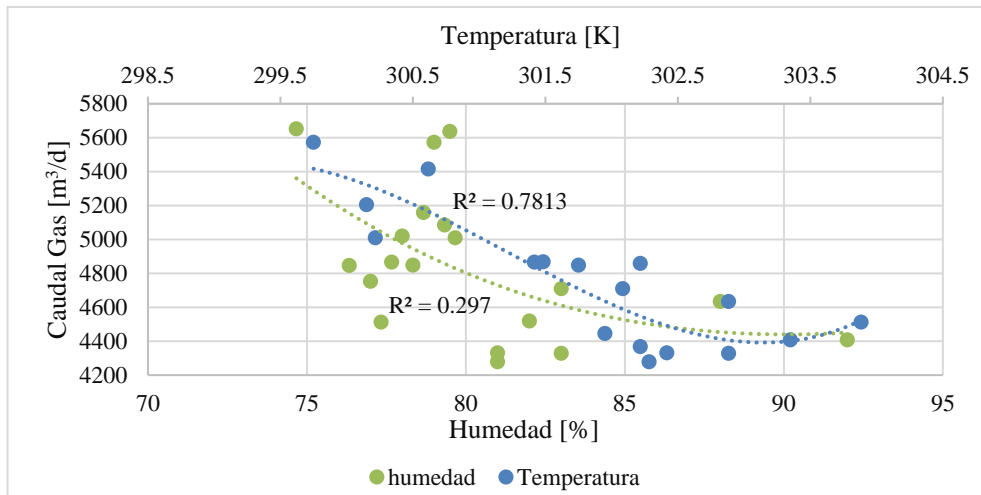 Temperatura [K]
298.5 299.5 300.5 301.5 302.5 303.5 304.5
5800
5600
5400
5200
5000
4800
4600
4400
4200
Caudal Gas [m³/d]
R² = 0.7813
R² = 0.297
70 75 80 85 90 95
Humedad [%]
humedad Temperatura